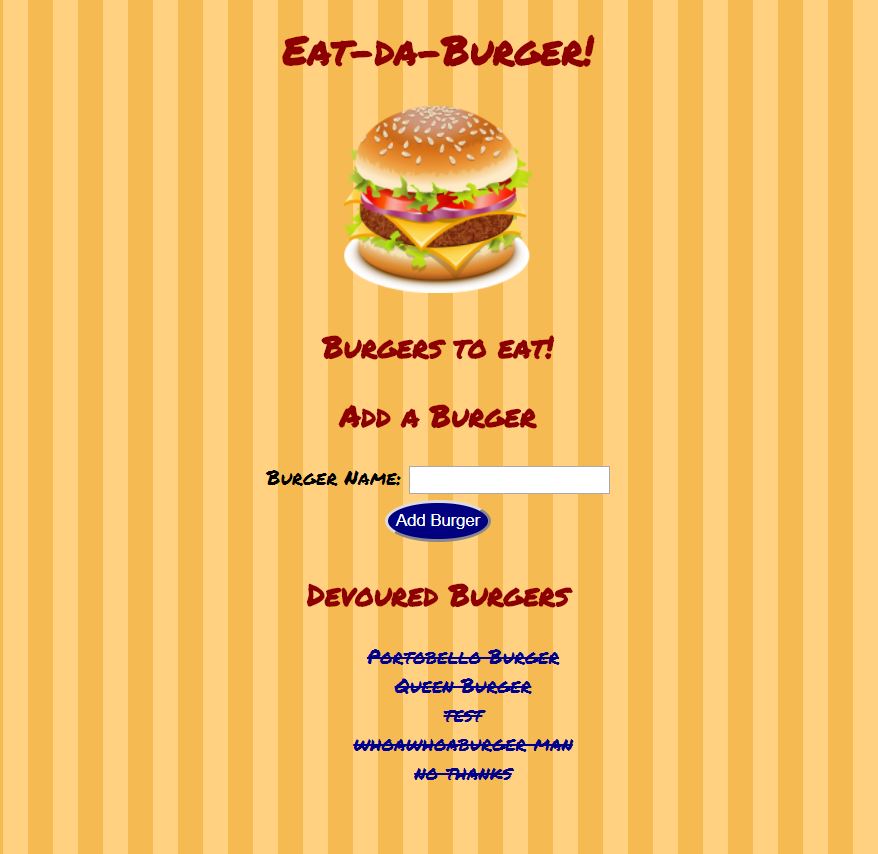 Eat-da-Burger!
Burgers to eat!
Add a Burger
Burger Name:
Add Burger
Devoured Burgers
Portobello Burger
Queen Burger
test
whoawhoaburger man
no thanks